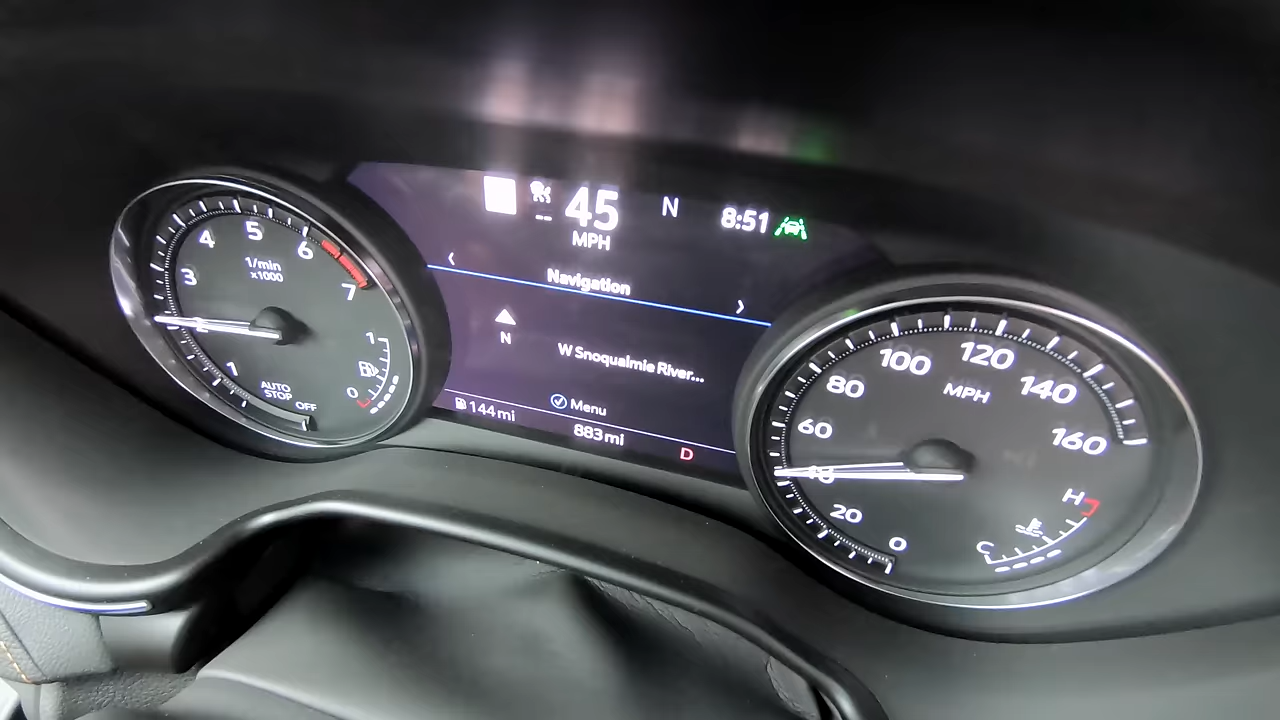 45 N 8:51
--
MPH
Navigation
N
W Snoqualmie River...
Menu
144 mi
883 mi
D
1
2
3
4
5
6
7
1/min
x1000
AUTO
STOP
OFF
1
0
0
20
40
60
80
100
120
140
160
MPH
H
C